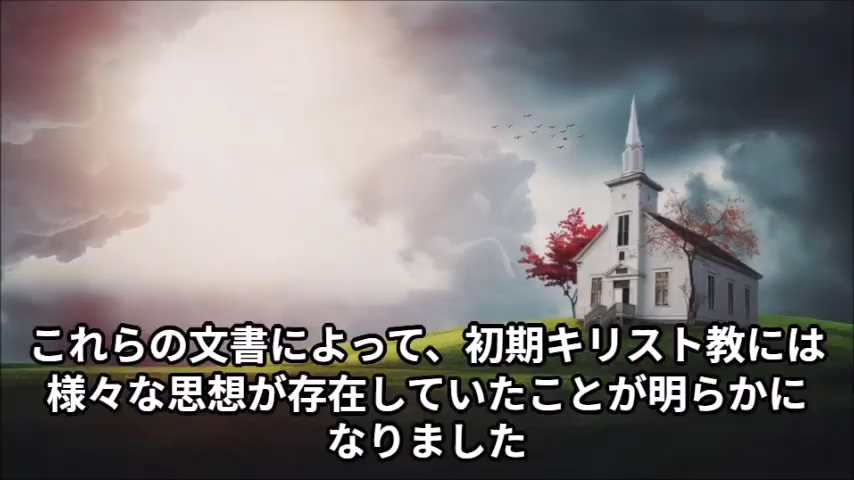 これらの文書によって、初期キリスト教には
様々な思想が存在していたことが明らかに
なりました